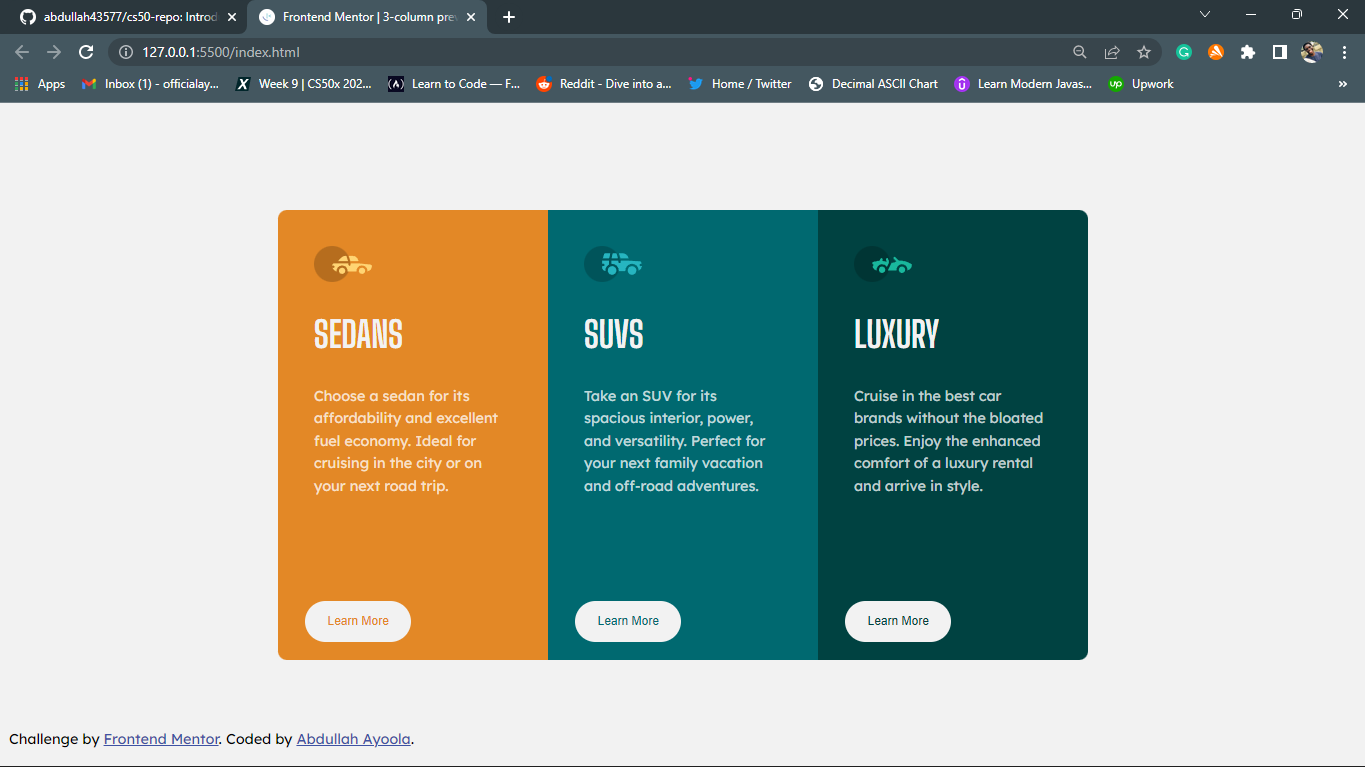 abdullah43577/cs50-repo: Introd
Frontend Mentor | 3-column prev
127.0.0.1:5500/index.html
Apps
Inbox (1) - officialay...
Week 9 | CS50x 202...
Learn to Code — F...
Reddit - Dive into a...
Home / Twitter
Decimal ASCII Chart
Learn Modern Javas...
up
Upwork
»
SEDANS
Choose a sedan for its
affordability and excellent
fuel economy. Ideal for
cruising in the city or on
your next road trip.
Learn More
SUVS
Take an SUV for its
spacious interior, power,
and versatility. Perfect for
your next family vacation
and off-road adventures.
Learn More
LUXURY
Cruise in the best car
brands without the bloated
prices. Enjoy the enhanced
comfort of a luxury rental
and arrive in style.
Learn More
Challenge by Frontend Mentor. Coded by Abdullah Ayoola.